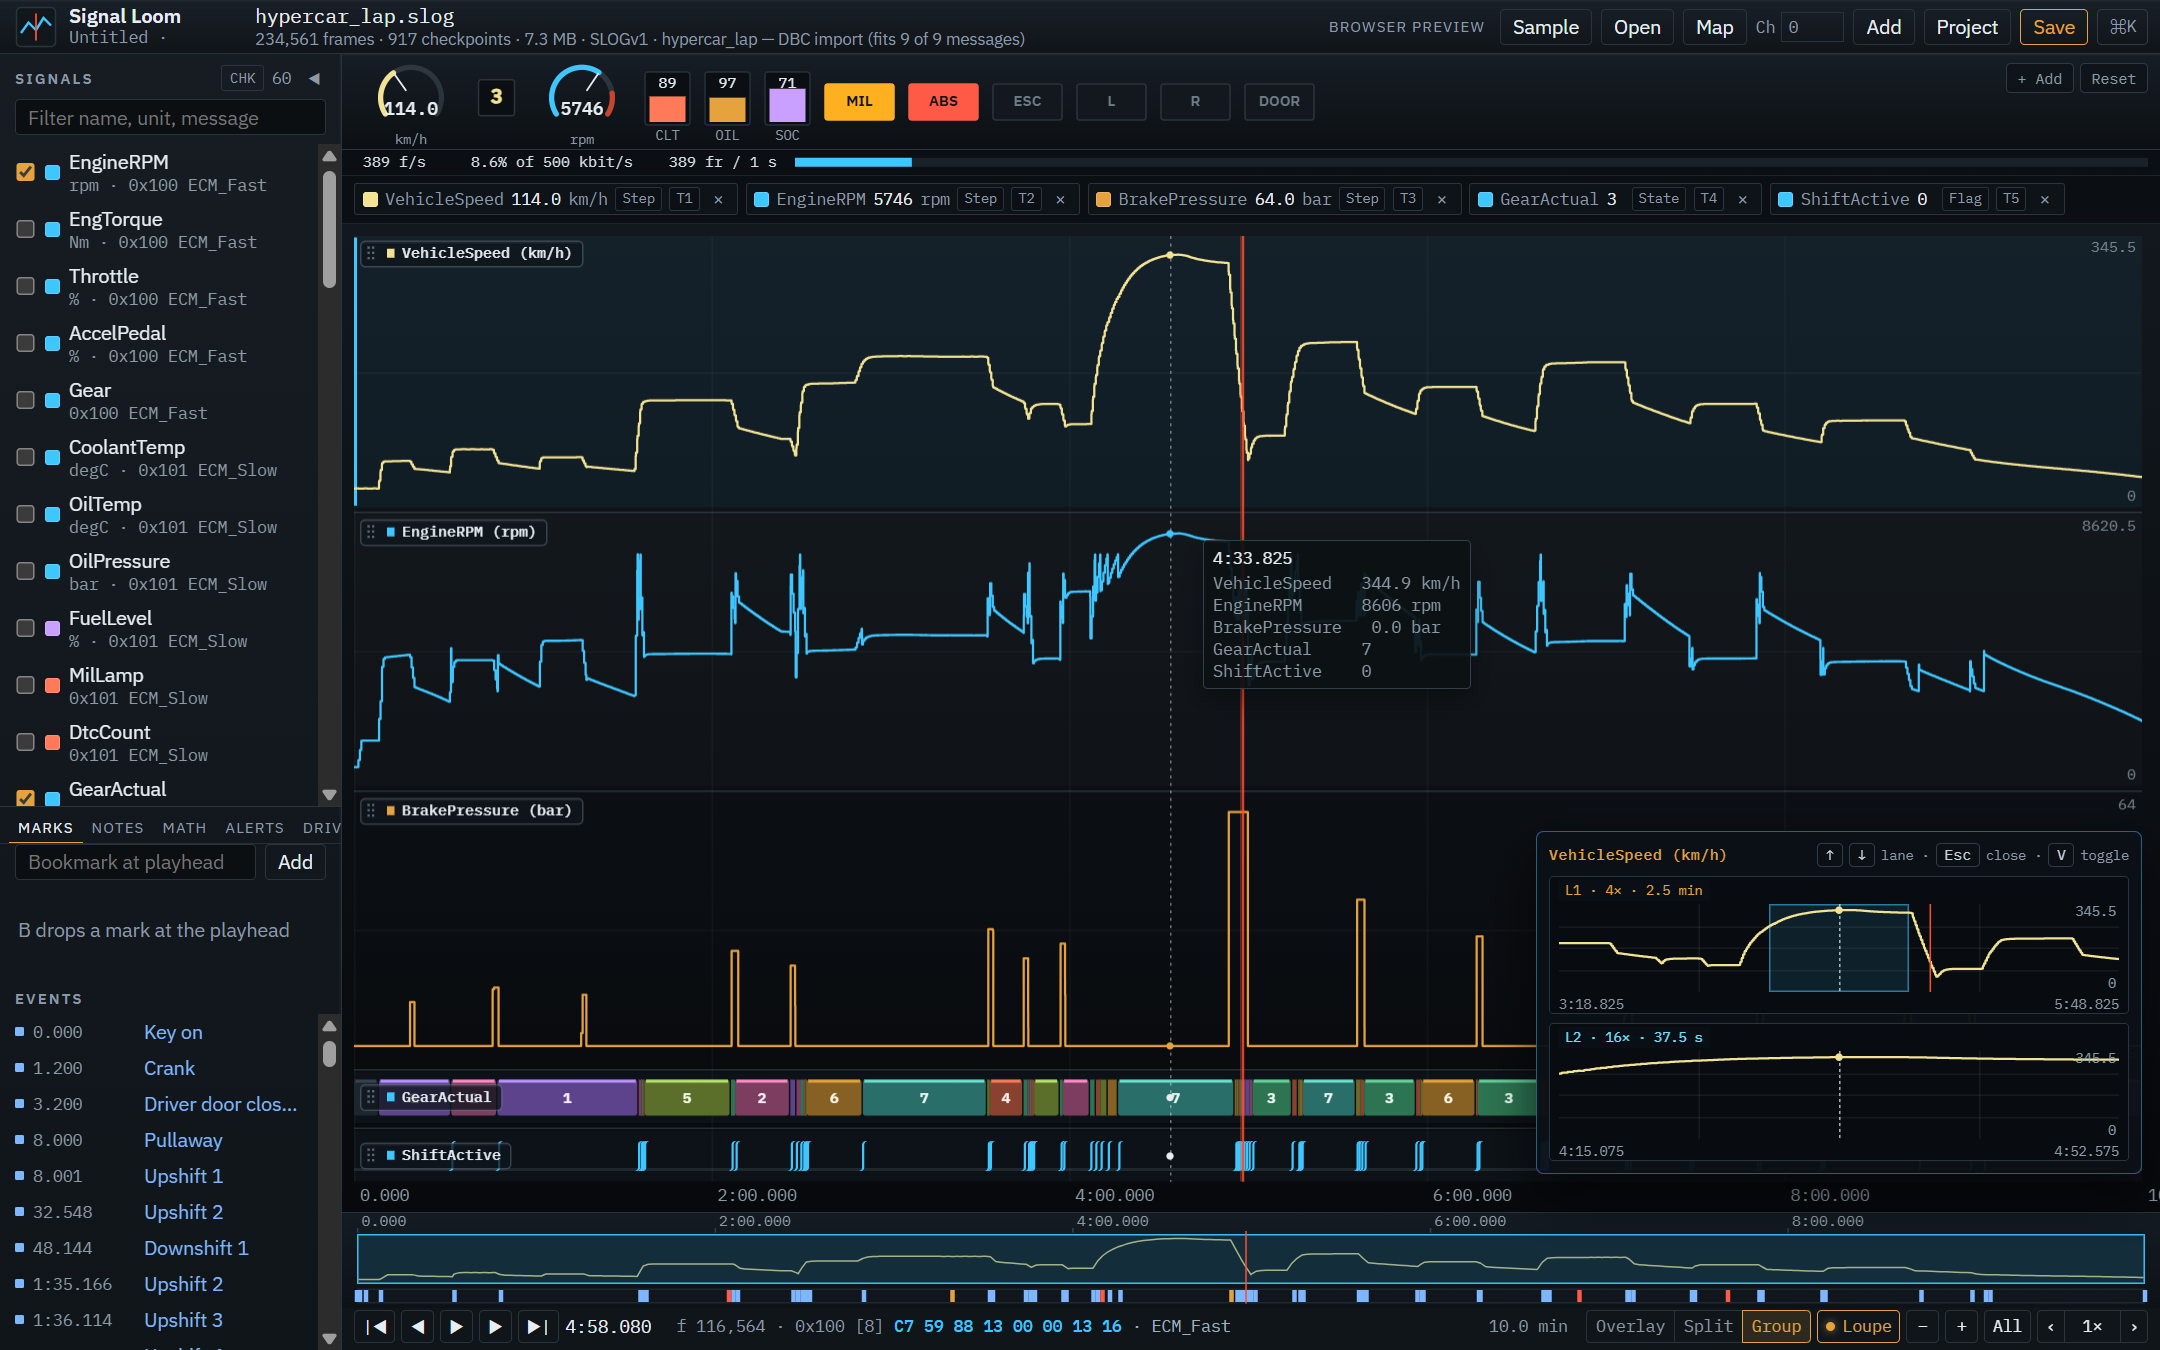 Signal Loom
Untitled ·
hypercar_lap.slog
234,561 frames · 917 checkpoints · 7.3 MB · SLOGv1 · hypercar_lap — DBC import (fits 9 of 9 messages)
BROWSER PREVIEW
Sample
Open
Map
Ch 0
Add
Project
Save
⌘K
SIGNALS
CHK
60
◀
Filter name, unit, message
EngineRPM
rpm · 0x100 ECM_Fast
EngTorque
Nm · 0x100 ECM_Fast
Throttle
% · 0x100 ECM_Fast
AccelPedal
% · 0x100 ECM_Fast
Gear
0x100 ECM_Fast
CoolantTemp
degC · 0x101 ECM_Slow
OilTemp
degC · 0x101 ECM_Slow
OilPressure
bar · 0x101 ECM_Slow
FuelLevel
% · 0x101 ECM_Slow
MilLamp
0x101 ECM_Slow
DtcCount
0x101 ECM_Slow
GearActual
MARKS
NOTES
MATH
ALERTS
DRIV
Bookmark at playhead
Add
B drops a mark at the playhead
EVENTS
0.000 Key on
1.200 Crank
3.200 Driver door clos...
8.000 Pullaway
8.001 Upshift 1
32.548 Upshift 2
48.144 Downshift 1
1:35.166 Upshift 2
1:36.114 Upshift 3
114.0
km/h
3
5746
rpm
89
CLT
97
OIL
71
SOC
MIL
ABS
ESC
L
R
DOOR
+ Add
Reset
389 f/s
8.6% of 500 kbit/s
389 fr / 1 s
VehicleSpeed 114.0 km/h Step T1 ×
EngineRPM 5746 rpm Step T2 ×
BrakePressure 64.0 bar Step T3 ×
GearActual 3 State T4 ×
ShiftActive 0 Flag T5 ×
VehicleSpeed (km/h)
345.5
0
EngineRPM (rpm)
8620.5
0
4:33.825
VehicleSpeed 344.9 km/h
EngineRPM 8606 rpm
BrakePressure 0.0 bar
GearActual 7
ShiftActive 0
BrakePressure (bar)
64
VehicleSpeed (km/h)
↑ ↓ lane · Esc close · V toggle
L1 · 4× · 2.5 min
345.5
0
3:18.825
5:48.825
L2 · 16× · 37.5 s
345.5
0
4:15.075
4:52.575
GearActual
1 5 2 6 7 4 7 3 7 3 6 3
ShiftActive
0.000 2:00.000 4:00.000 6:00.000 8:00.000
0.000 2:00.000 4:00.000 6:00.000 8:00.000
4:58.080
f 116,564 · 0x100 [8] C7 59 88 13 00 00 13 16 · ECM_Fast
10.0 min
Overlay
Split
Group
Loupe
−
+
All
‹
1×
›